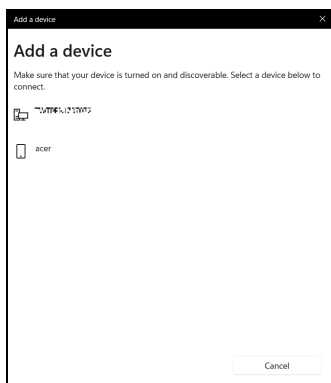 Add a device
Add a device
Make sure that your device is turned on and discoverable. Select a device below to
connect.
acer
Cancel